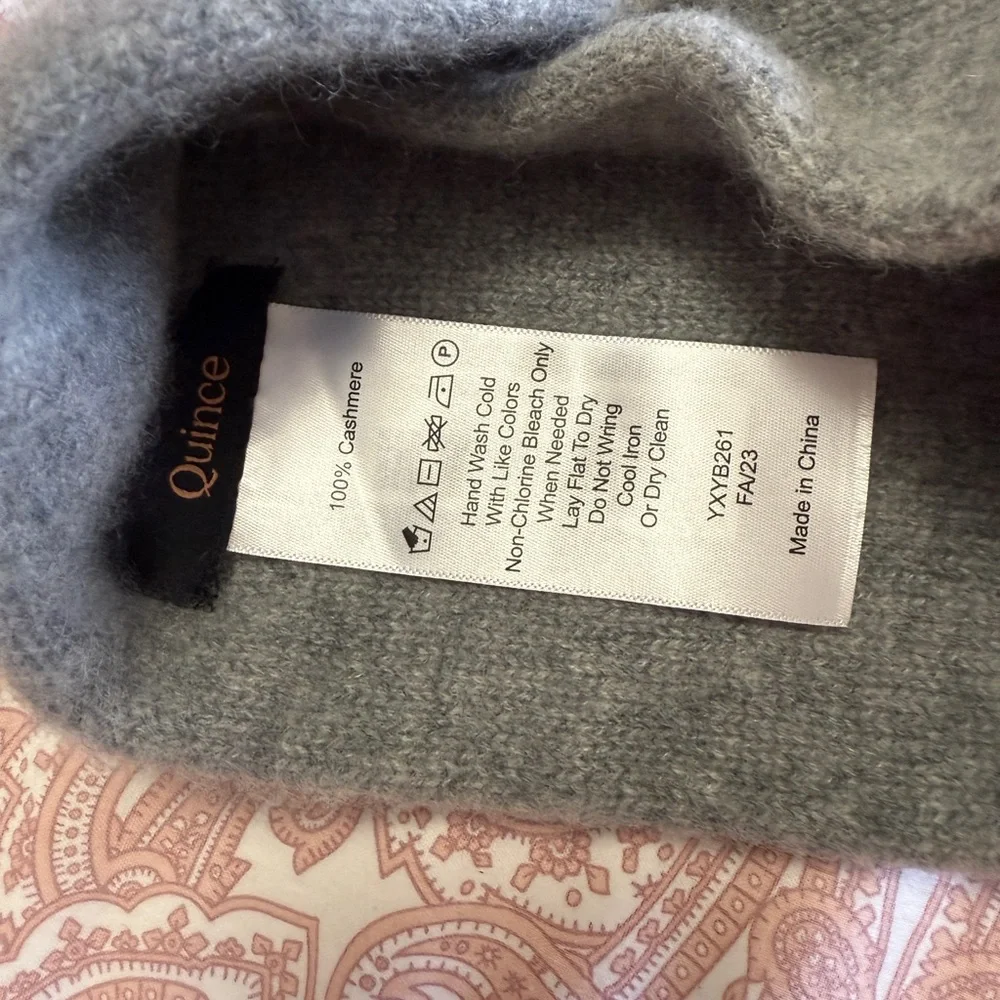 Quince
100% Cashmere
P
Hand Wash Cold
With Like Colors
Non-Chlorine Bleach Only
When Needed
Lay Flat To Dry
Do Not Wring
Cool Iron
Or Dry Clean
YXYB261
FA/23
Made in China